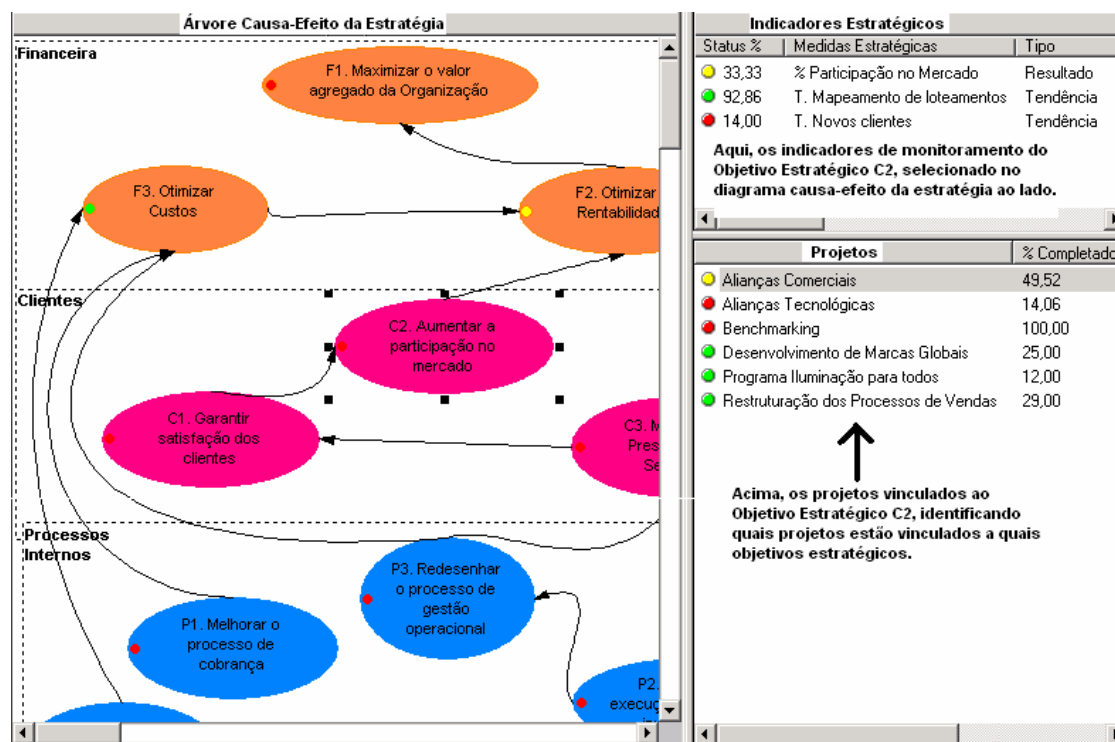 Árvore Causa-Efeito da Estratégia
Financeira
F1. Maximizar o valor
agregado da Organização
F3. Otimizar
Custos
F2. Otimizar
Rentabilidad
Clientes
C2. Aumentar a
participação no
mercado
C1. Garantir
satisfação dos
clientes
C3. M
Pres
Se
Processos
Internos
P3. Redesenhar
o processo de
gestão
operacional
P1. Melhorar o
processo de
cobrança
P2.
execuç
Indicadores Estratégicos
Status % Medidas Estratégicas Tipo
33,33 % Participação no Mercado Resultado
92,86 T. Mapeamento de loteamentos Tendência
14,00 T. Novos clientes Tendência
Aqui, os indicadores de monitoramento do
Objetivo Estratégico C2, selecionado no
diagrama causa-efeito da estratégia ao lado.
Projetos % Completado
Alianças Comerciais 49,52
Alianças Tecnológicas 14,06
Benchmarking 100,00
Desenvolvimento de Marcas Globais 25,00
Programa Iluminação para todos 12,00
Restruturação dos Processos de Vendas 29,00
Acima, os projetos vinculados ao
Objetivo Estratégico C2, identificando
quais projetos estão vinculados a quais
objetivos estratégicos.